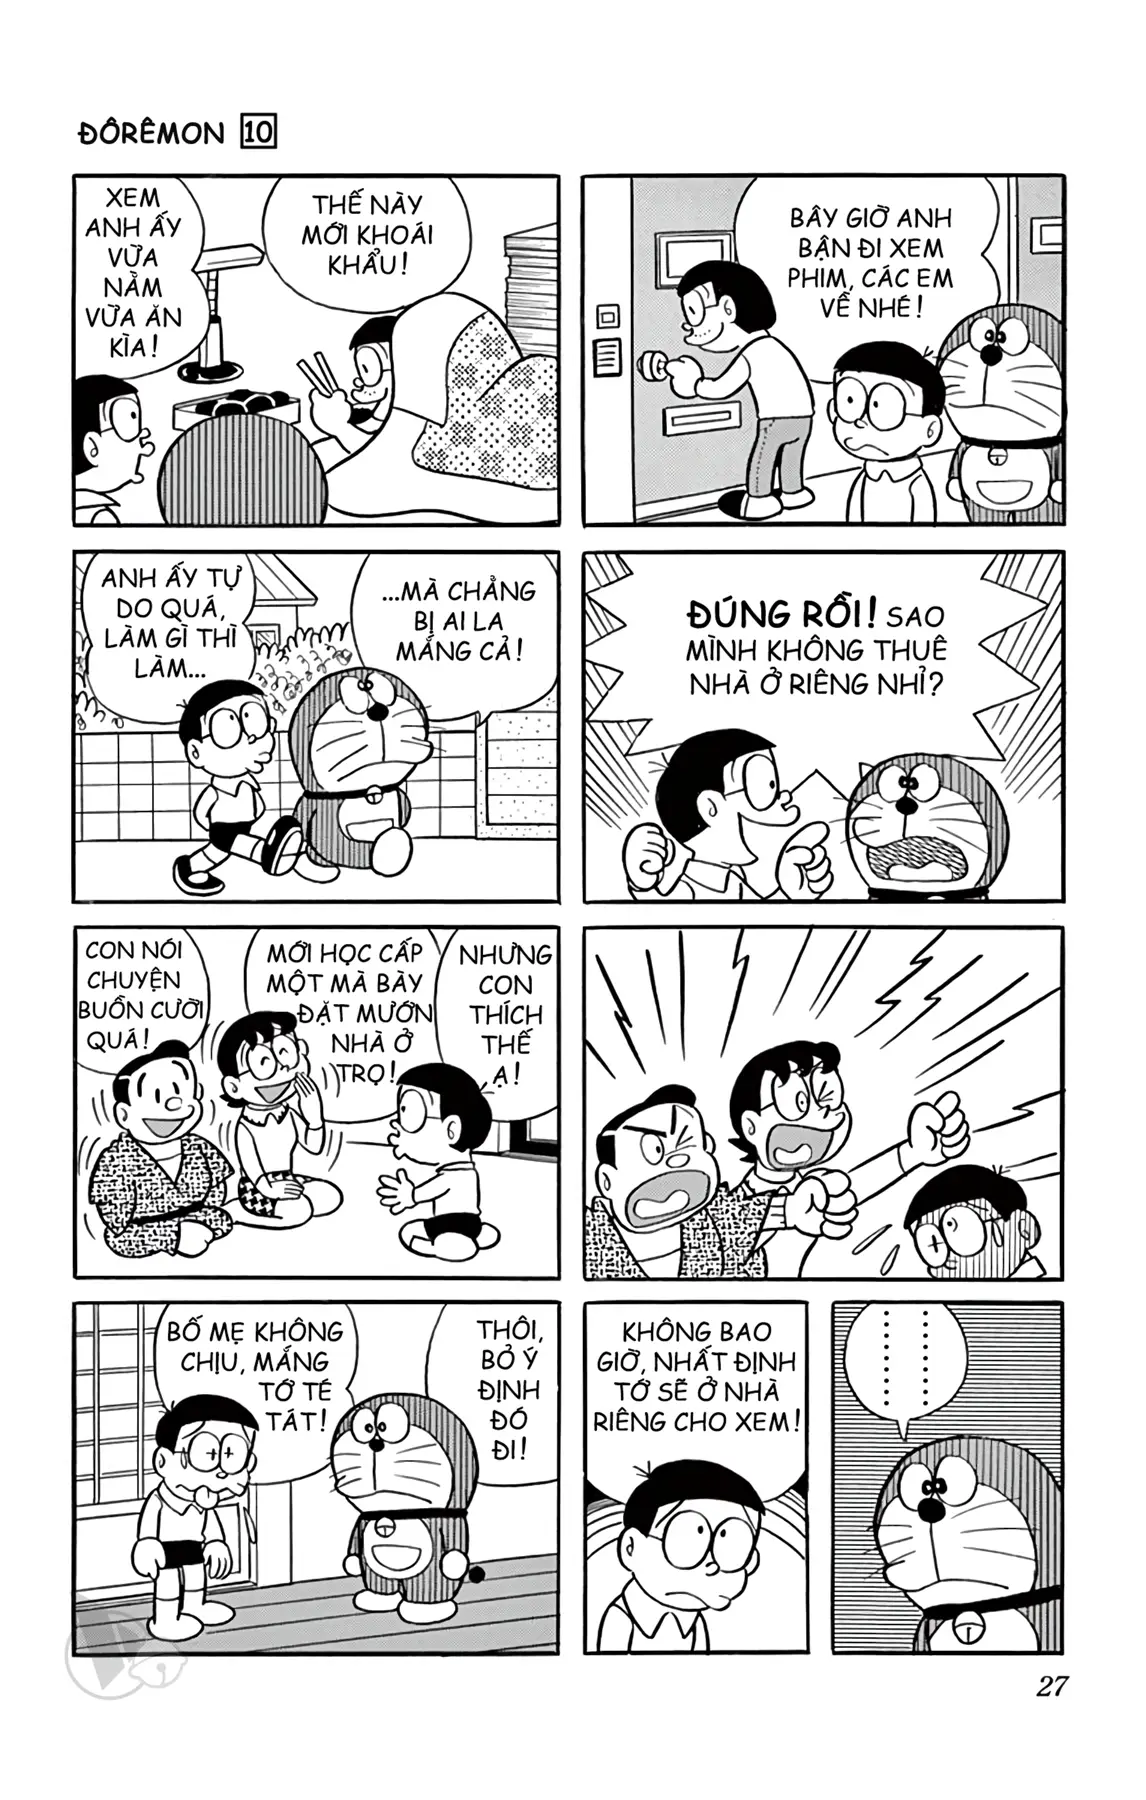 ĐÔRÊMON 10
XEM
ANH ẤY
VỪA
NẰM
VỪA ĂN
KÌA!
THẾ NÀY
MỚI KHOÁI
KHẨU!
BÂY GIỜ ANH
BẬN ĐI XEM
PHIM, CÁC EM
VỀ NHÉ!
ANH ẤY TỰ
DO QUÁ,
LÀM GÌ THÌ
LÀM...
...MÀ CHẲNG
BỊ AI LA
MẮNG CẢ!
ĐÚNG RỒI! SAO
MÌNH KHÔNG THUÊ
NHÀ Ở RIÊNG NHỈ?
CON NÓI
CHUYỆN
BUỒN CƯỜI
QUÁ!
MỚI HỌC CẤP
MỘT MÀ BÀY
ĐẶT MƯỚN
NHÀ Ở
TRỌ!
NHƯNG
CON
THÍCH
THẾ
Ạ!
BỐ MẸ KHÔNG
CHỊU, MẮNG
TỚ TÉ
TÁT!
THÔI,
BỎ Ý
ĐỊNH
ĐÓ
ĐI!
KHÔNG BAO
GIỜ, NHẤT ĐỊNH
TỚ SẼ Ở NHÀ
RIÊNG CHO XEM!
27